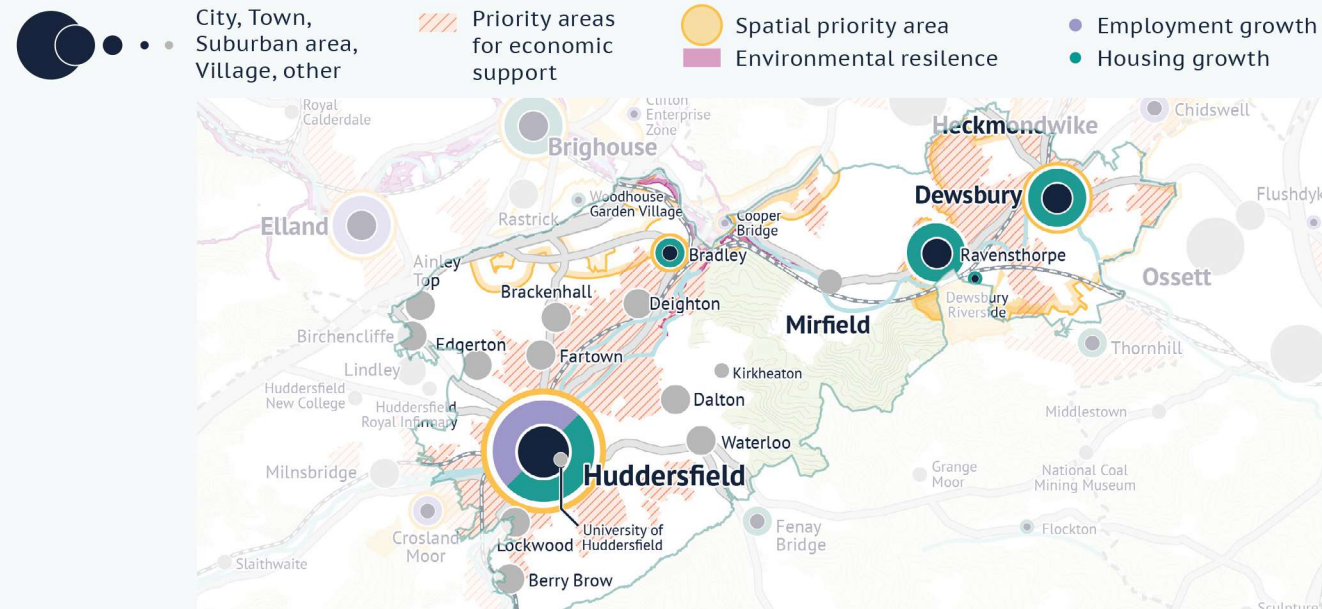 City, Town,
Suburban area,
Village, other
Priority areas
for economic
support
Spatial priority area
Environmental resilence
Employment growth
Housing growth
Royal
Calderdale
Clifton
Enterprise
Zone
Brighouse
Heckmondwike
Chidswell
Elland
Rastrick
Woodhouse
Garden Village
Cooper
Bridge
Dewsbury
Flushdyk
Ainley
Top
Bradley
Ravensthorpe
Ossett
Brackenhall
Deighton
Dewsbury
Riverside
Mirfield
Birchencliffe
Edgerton
Fartown
Thornhill
Lindley
Kirkheaton
Huddersfield
New College
Huddersfield
Royal Infirmary
Dalton
Middlestown
Waterloo
Milnsbridge
Huddersfield
Grange
Moor
National Coal
Mining Museum
University of
Huddersfield
Crosland
Moor
Lockwood
Fenay
Bridge
Flockton
Slaithwaite
Berry Brow
Sculpture